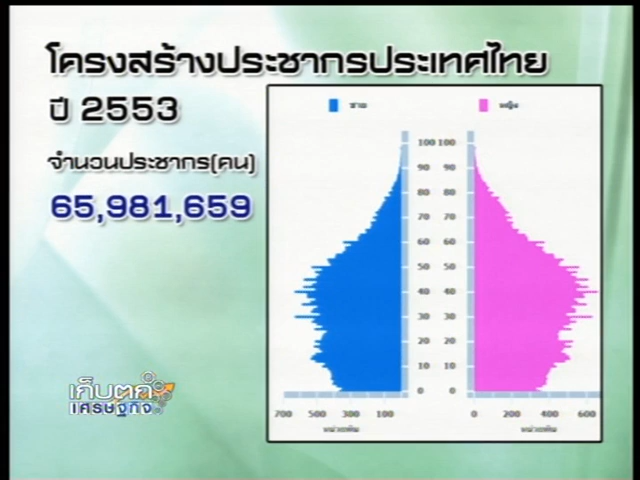 โครงสร้างประชากรประเทศไทย
ปี 2553
จำนวนประชากร(คน)
65,981,659
ชาย
หญิง
100 100
90 90
80 80
70 70
60 60
50 50
40 40
30 30
20 20
10 10
0 0
700 500 300 100
0 200 400 600
เก็บตก
เศรษฐกิจ